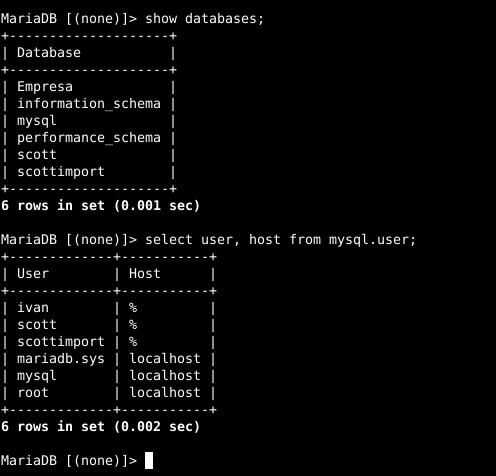 MariaDB [(none)]> show databases;
+--------------------+
| Database           |
+--------------------+
| Empresa            |
| information_schema |
| mysql              |
| performance_schema |
| scott              |
| scottimport        |
+--------------------+
6 rows in set (0.001 sec)

MariaDB [(none)]> select user, host from mysql.user;
+-------------+-----------+
| User        | Host      |
+-------------+-----------+
| ivan        | %         |
| scott       | %         |
| scottimport | %         |
| mariadb.sys | localhost |
| mysql       | localhost |
| root        | localhost |
+-------------+-----------+
6 rows in set (0.002 sec)

MariaDB [(none)]>